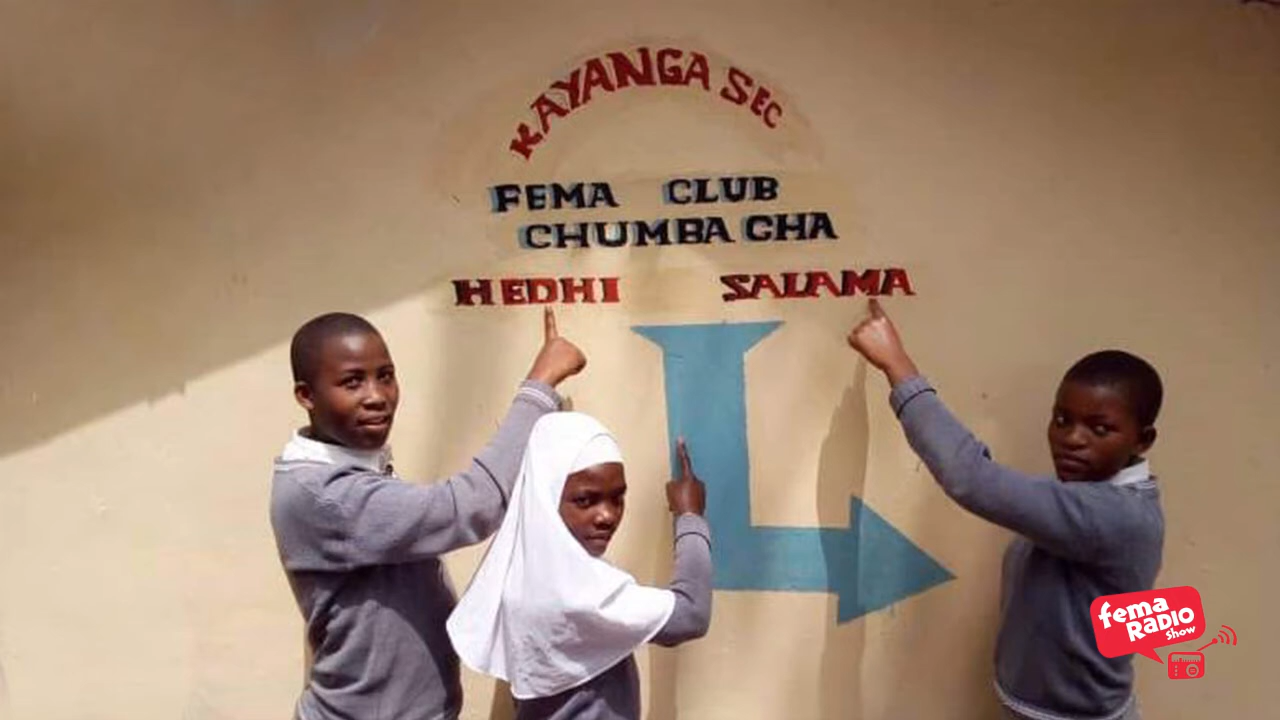 KAYANGA SEC
FEMA CLUB
CHUMBA CHA
HEDHI SALAMA
fema
RADIO
Show